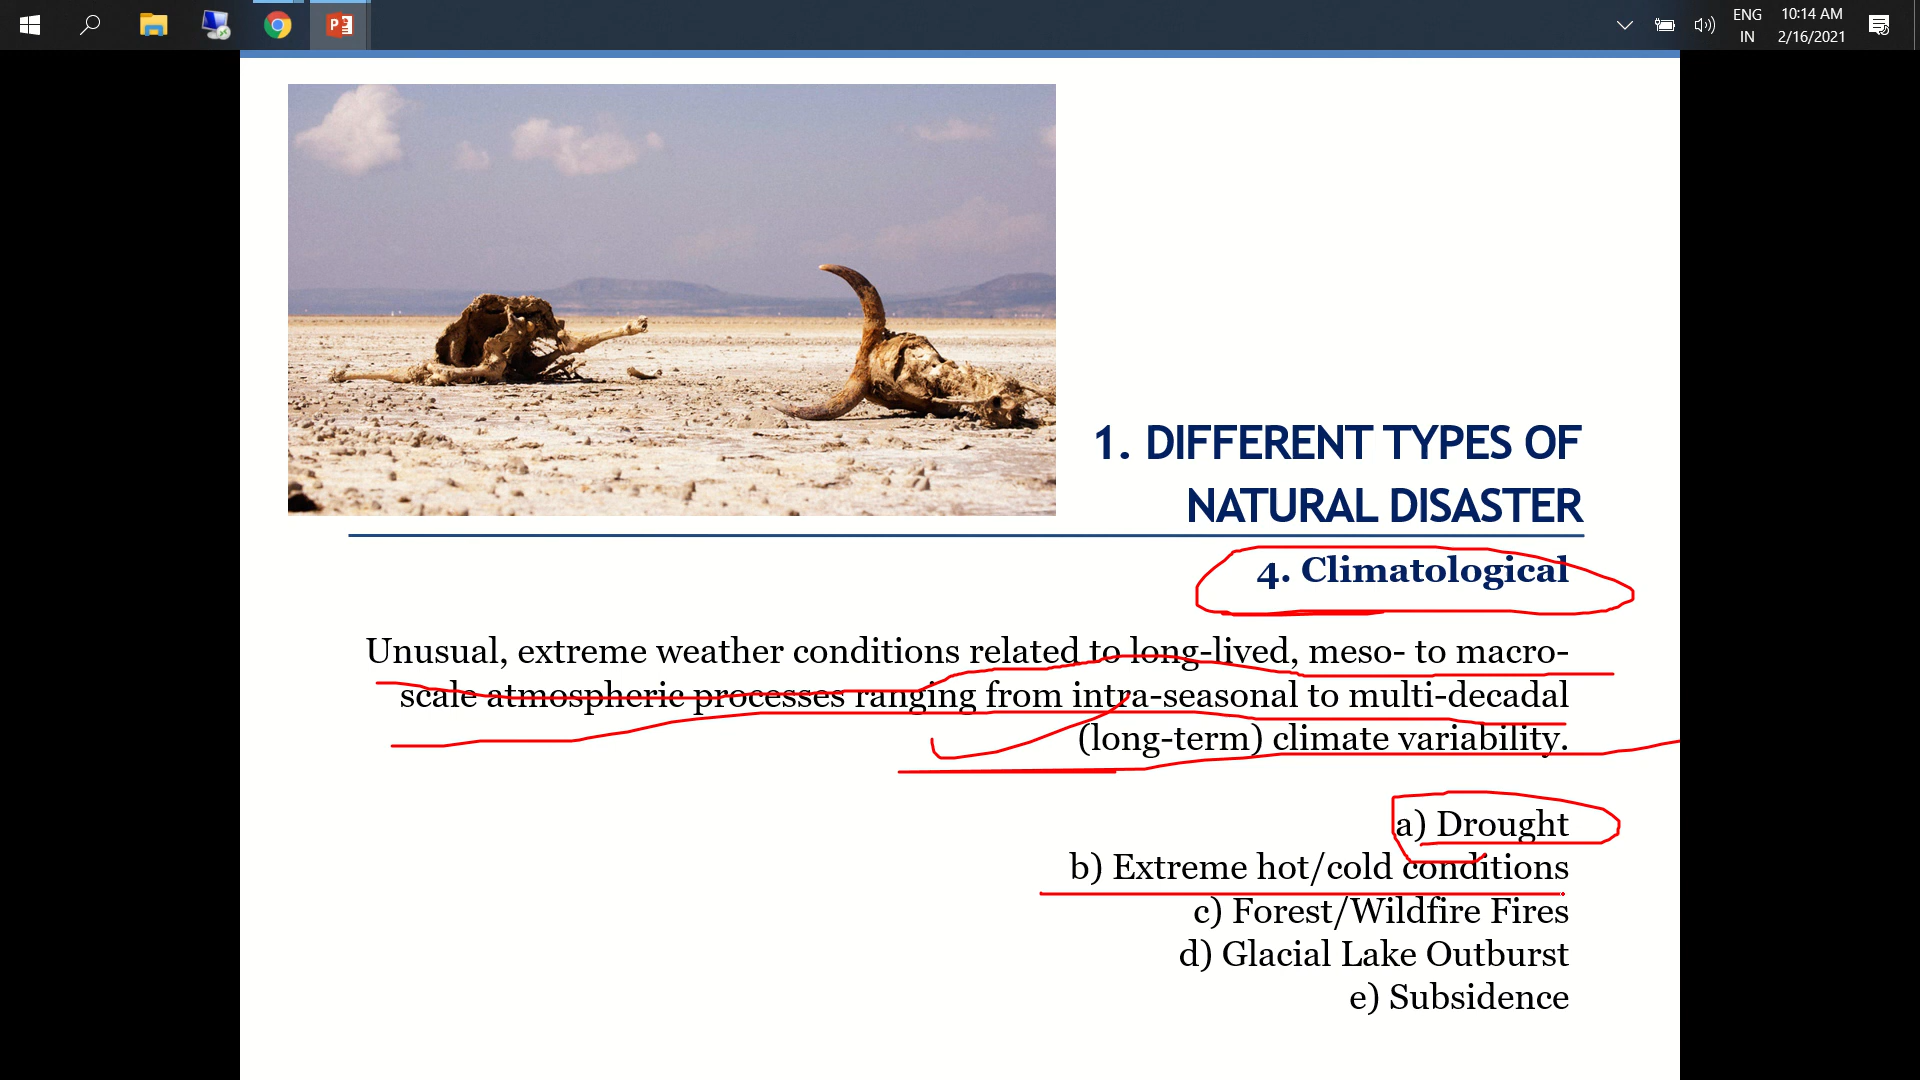 ENG
10:14 AM
IN
2/16/2021
1. DIFFERENT TYPES OF
NATURAL DISASTER
4. Climatological
Unusual, extreme weather conditions related to long-lived, meso- to macro-
scale atmospheric processes ranging from intra-seasonal to multi-decadal
(long-term) climate variability.
a) Drought
b) Extreme hot/cold conditions
c) Forest/Wildfire Fires
d) Glacial Lake Outburst
e) Subsidence